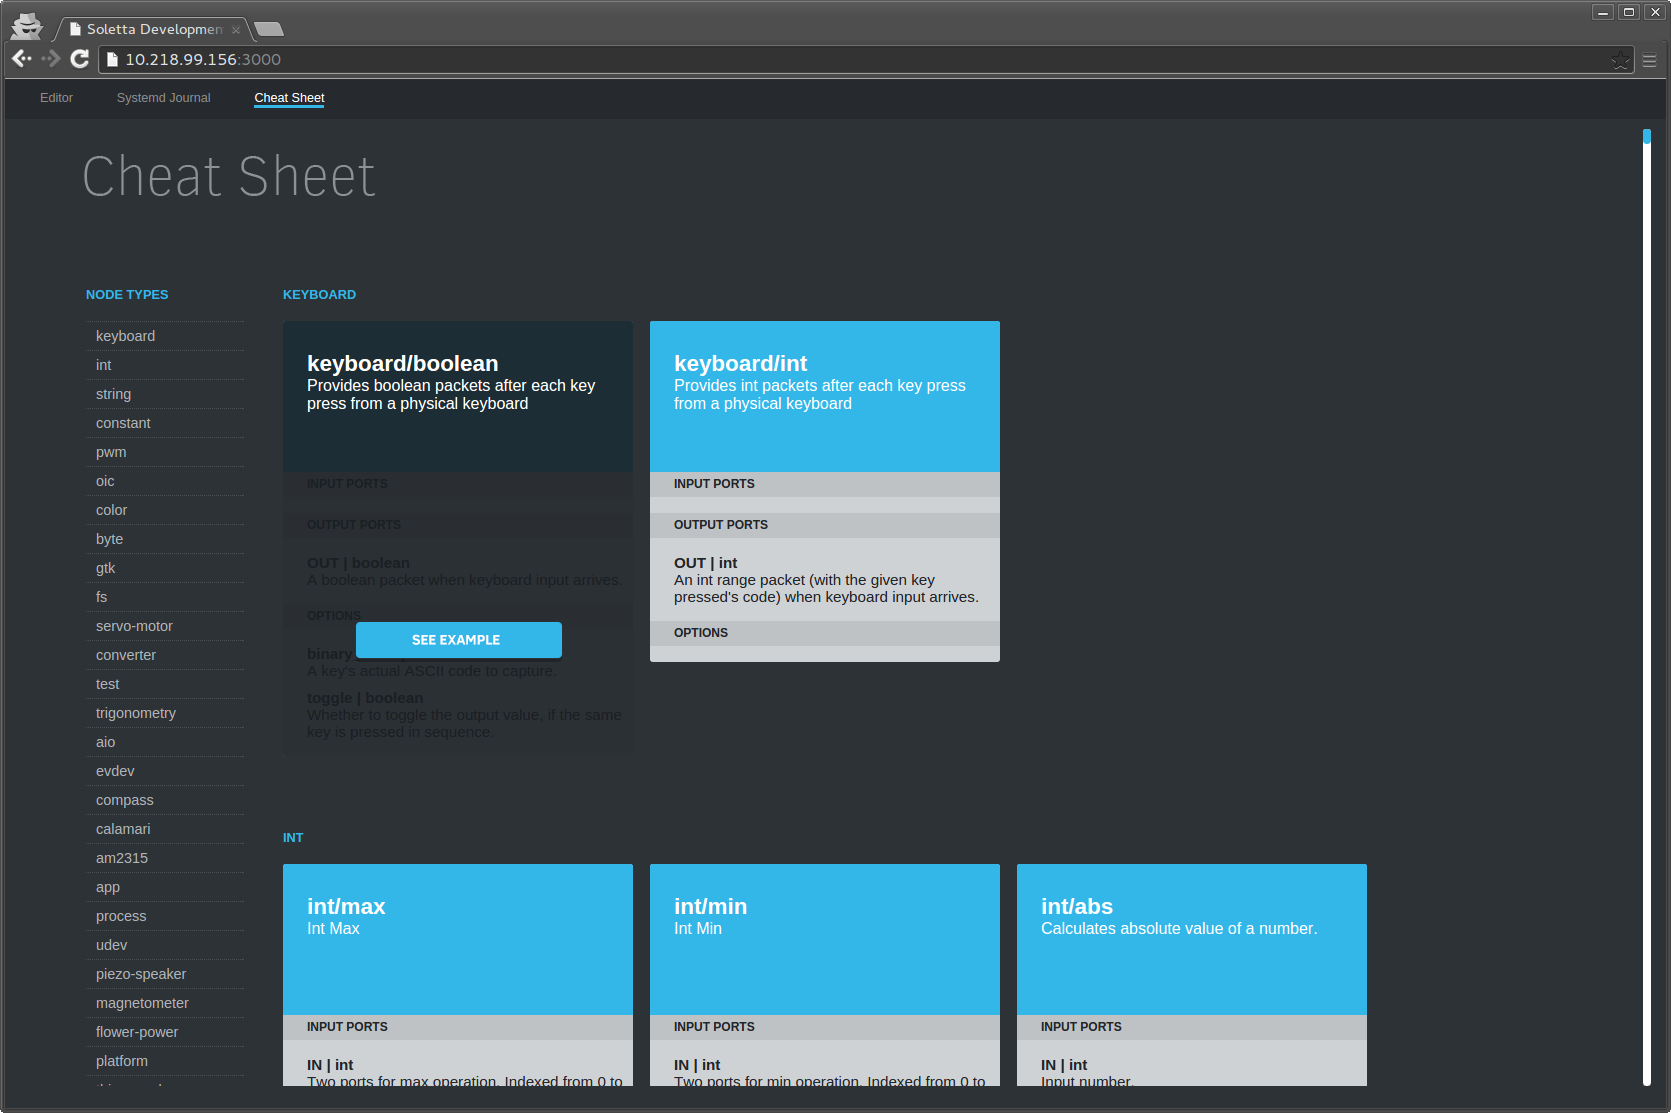 Soletta Developmen
10.218.99.156:3000
Editor
Systemd Journal
Cheat Sheet
Cheat Sheet
NODE TYPES
keyboard
int
string
constant
pwm
oic
color
byte
gtk
fs
servo-motor
converter
test
trigonometry
aio
evdev
compass
calamari
am2315
app
process
udev
piezo-speaker
magnetometer
flower-power
platform
KEYBOARD
keyboard/boolean
Provides boolean packets after each key
press from a physical keyboard
INPUT PORTS
OUTPUT PORTS
OUT | boolean
A boolean packet when keyboard input arrives.
OPTIONS
SEE EXAMPLE
binary
A key's actual ASCII code to capture.
toggle | boolean
Whether to toggle the output value, if the same
key is pressed in sequence.
keyboard/int
Provides int packets after each key press
from a physical keyboard
INPUT PORTS
OUTPUT PORTS
OUT | int
An int range packet (with the given key
pressed's code) when keyboard input arrives.
OPTIONS
INT
int/max
Int Max
INPUT PORTS
IN | int
Two ports for max operation. Indexed from 0 to
int/min
Int Min
INPUT PORTS
IN | int
Two ports for min operation. Indexed from 0 to
int/abs
Calculates absolute value of a number.
INPUT PORTS
IN | int
Input number.